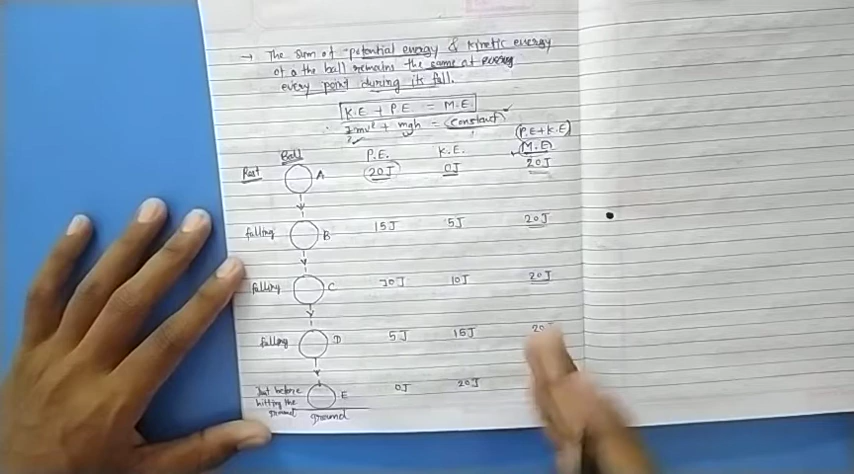 → The sum of potential energy & kinetic energy
of the ball remains the same at
every point during its fall.
K.E + P.E. = M.E
½mv² + mgh = Constant
Ball P.E. K.E. (P.E+K.E)
(M.E)
Rest A 20J 0J 20J
falling B 15J 5J 20J
falling C 10J 10J 20J
falling D 5J 15J 20J
Just before E 0J 20J
hitting the
ground ground